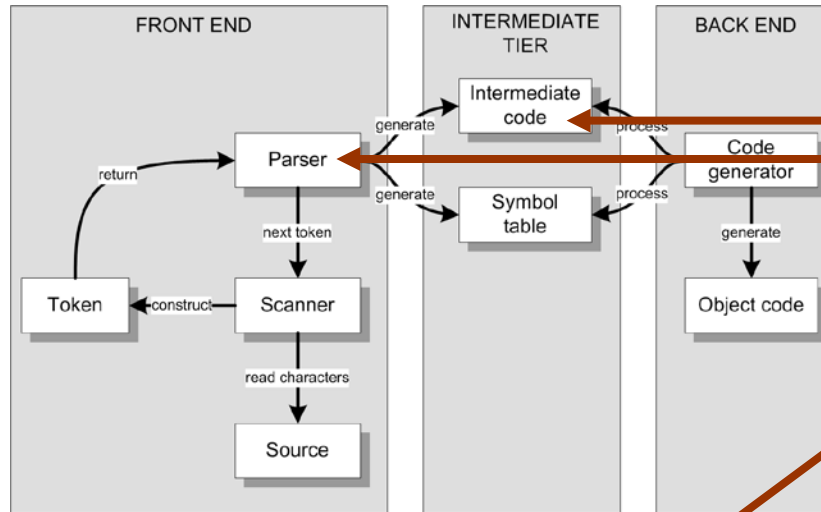 FRONT END
INTERMEDIATE
TIER
BACK END
Intermediate
code
generate
process
Parser
Code
generator
return
generate
process
Symbol
table
next token
generate
Token
construct
Scanner
Object code
read characters
Source